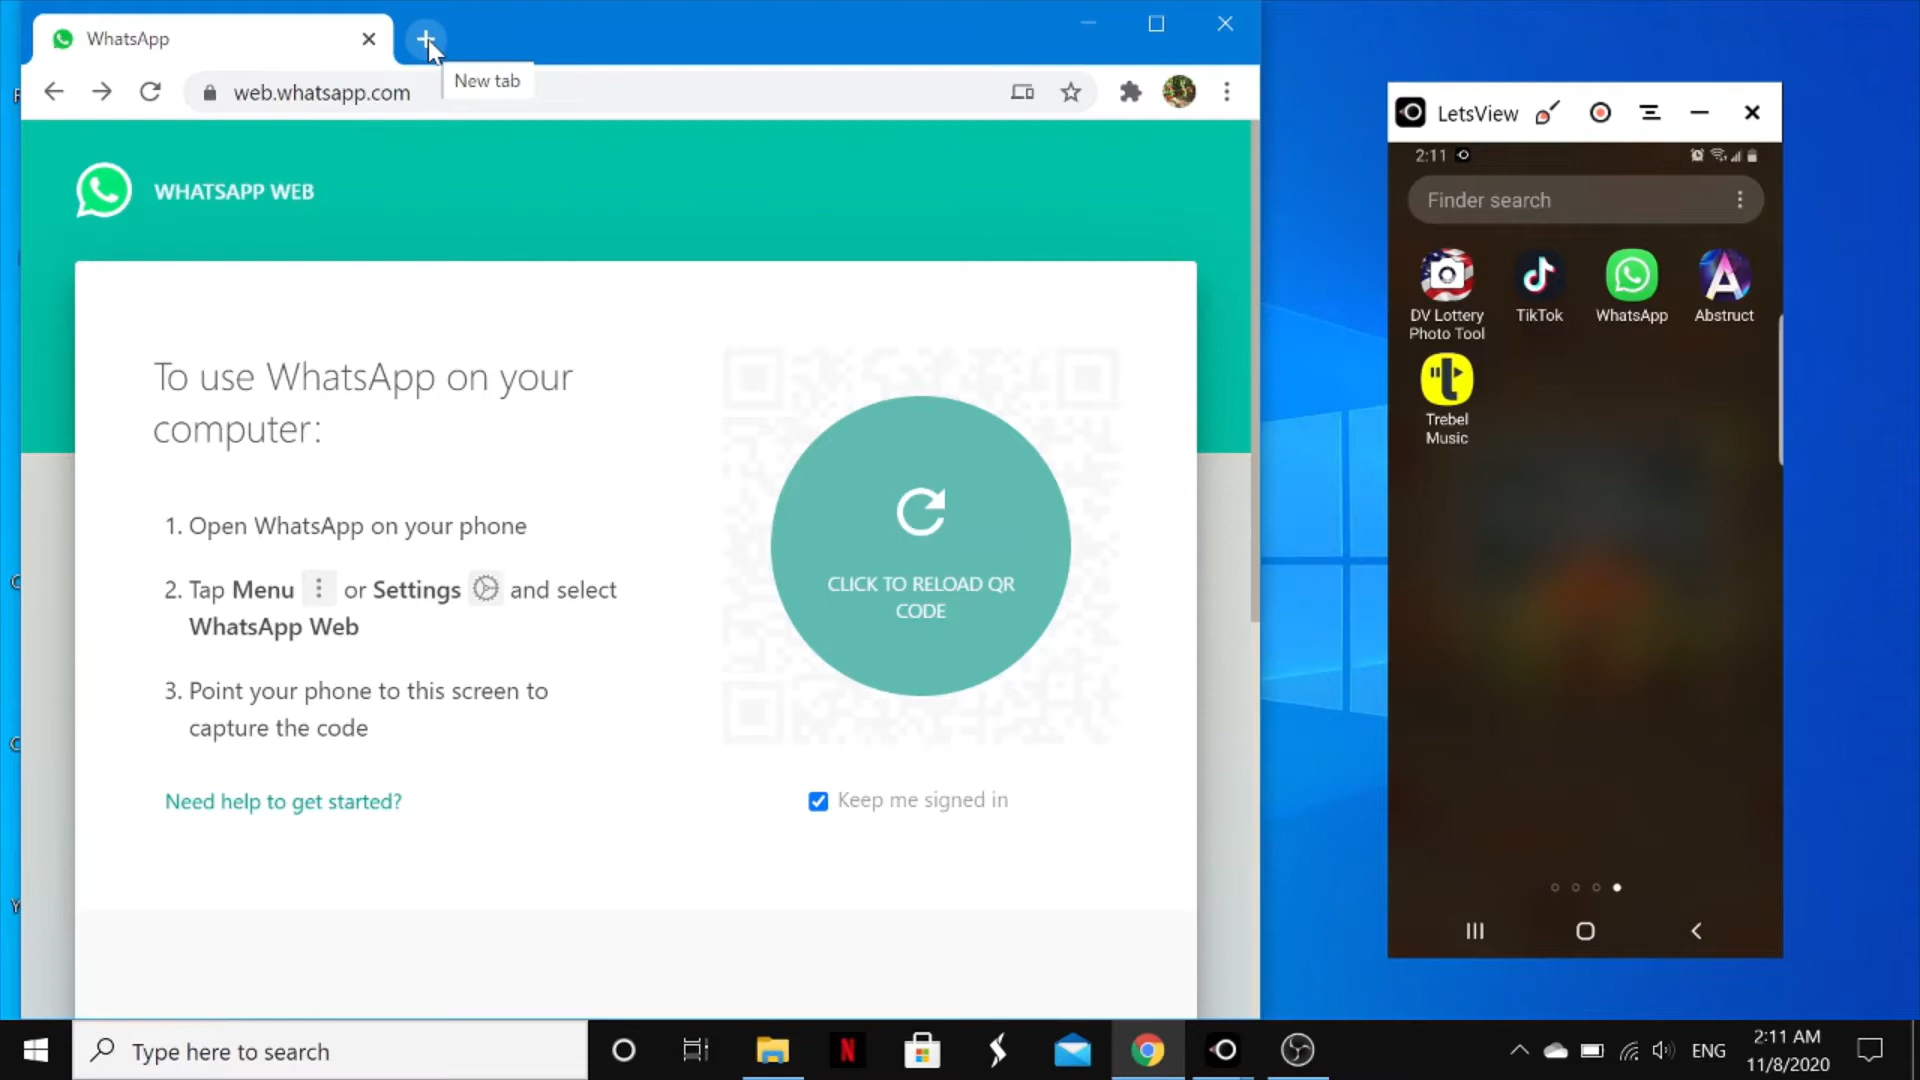 WhatsApp
New tab
web.whatsapp.com
WHATSAPP WEB
To use WhatsApp on your
computer:
1. Open WhatsApp on your phone
2. Tap Menu or Settings and select
WhatsApp Web
3. Point your phone to this screen to
capture the code
Need help to get started?
CLICK TO RELOAD QR
CODE
Keep me signed in
LetsView
2:11
Finder search
DV Lottery
Photo Tool
TikTok
WhatsApp
Abstruct
Trebel
Music
Type here to search
ENG
2:11 AM
11/8/2020